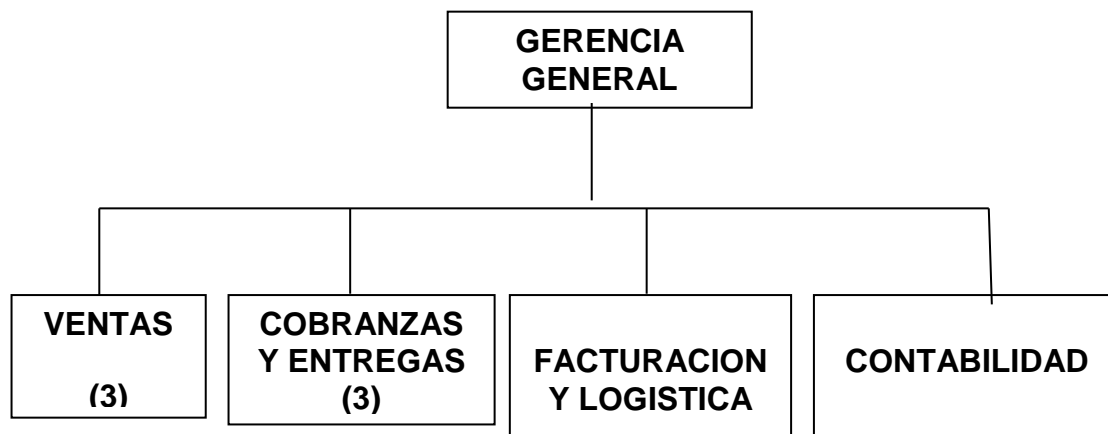 GERENCIA
GENERAL
VENTAS
(3)
COBRANZAS
Y ENTREGAS
(3)
FACTURACION
Y LOGISTICA
CONTABILIDAD